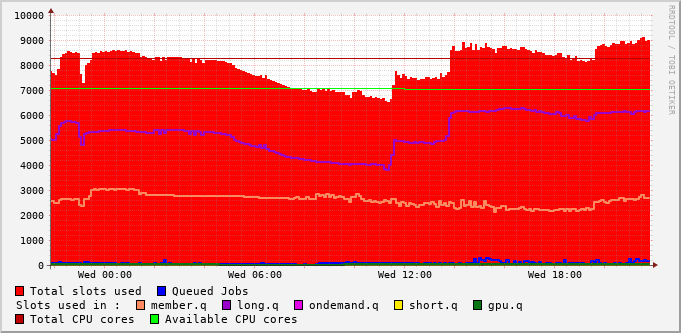 10000
9000
8000
7000
6000
5000
4000
3000
2000
1000
0
Wed 00:00 Wed 06:00 Wed 12:00 Wed 18:00
RRDTOOL / TOBI OETIKER
Total slots used Queued Jobs
Slots used in : member.q long.q ondemand.q short.q gpu.q
Total CPU cores Available CPU cores